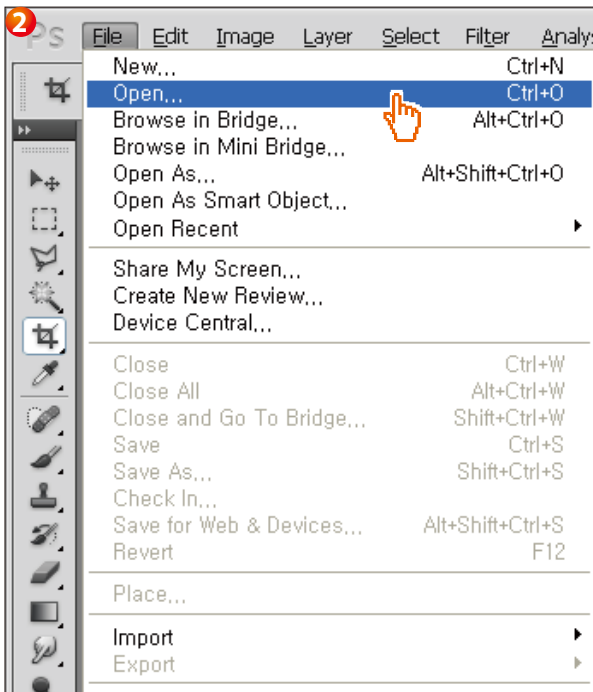 2
Ps File Edit Image Layer Select Filter Analy
New... Ctrl+N
Open... Ctrl+O
Browse in Bridge... Alt+Ctrl+O
Browse in Mini Bridge...
Open As... Alt+Shift+Ctrl+O
Open As Smart Object...
Open Recent
Share My Screen...
Create New Review...
Device Central...
Close Ctrl+W
Close All Alt+Ctrl+W
Close and Go To Bridge... Shift+Ctrl+W
Save Ctrl+S
Save As... Shift+Ctrl+S
Check In...
Save for Web & Devices... Alt+Shift+Ctrl+S
Revert F12
Place...
Import
Export